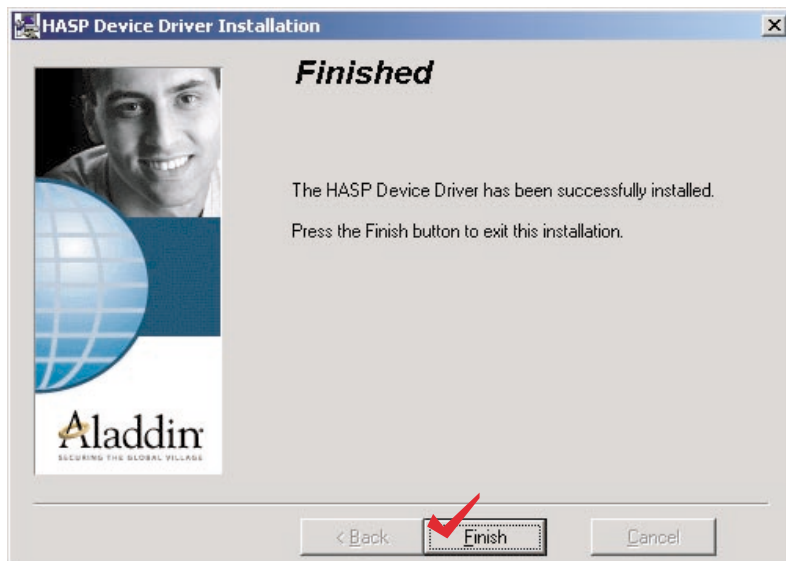 HASP Device Driver Installation
Finished
The HASP Device Driver has been successfully installed.
Press the Finish button to exit this installation.
Aladdin
SECURING THE GLOBAL VILLAGE
< Back Finish Cancel